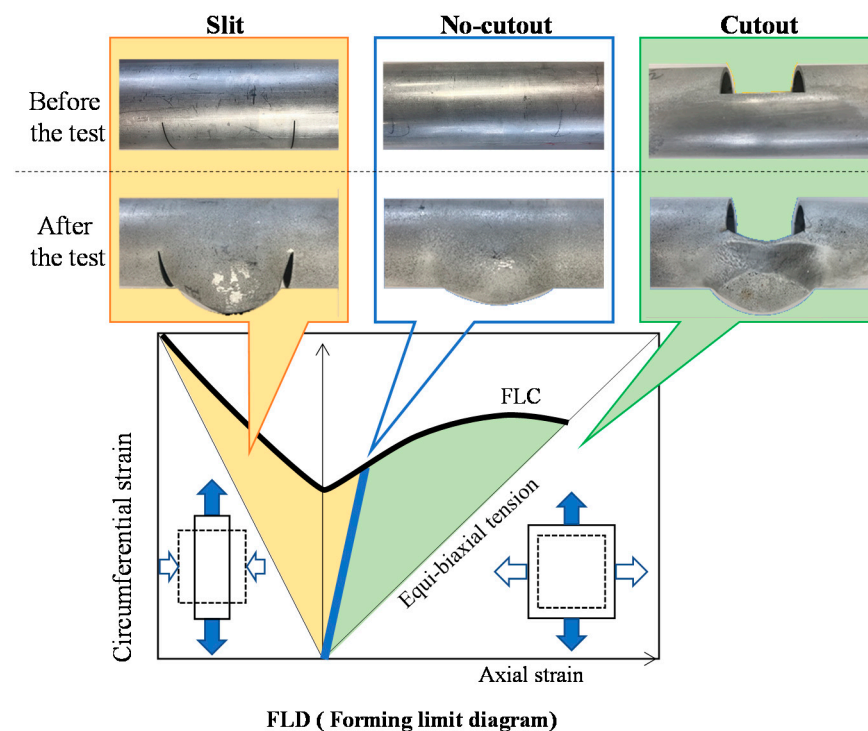 Slit
No-cutout
Cutout
Before
the test
After
the test
FLC
Circumferential strain
Equi-biaxial tension
Axial strain
FLD ( Forming limit diagram)